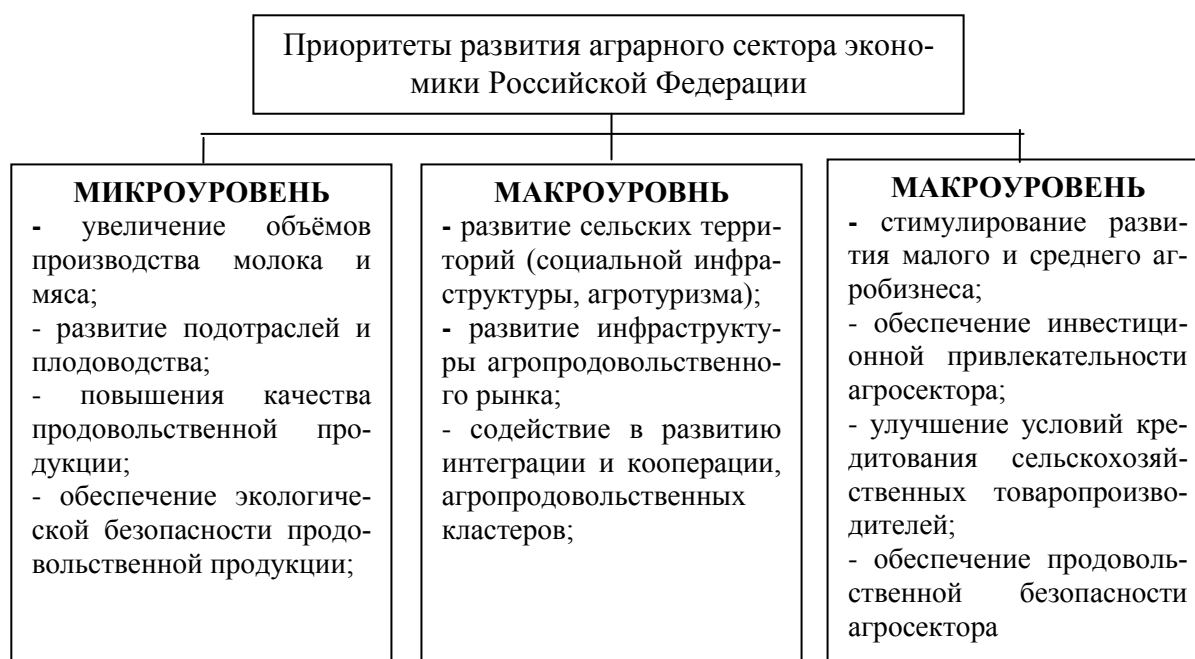 Приоритеты развития аграрного сектора эконо-
мики Российской Федерации
МИКРОУРОВЕНЬ
- увеличение объёмов
производства молока и
мяса;
- развитие подотраслей и
плодоводства;
- повышения качества
продовольственной про-
дукции;
- обеспечение экологиче-
ской безопасности продо-
вольственной продукции;
МАКРОУРОВНЬ
- развитие сельских терри-
торий (социальной инфра-
структуры, агротуризма);
- развитие инфраструкту-
ры агропродовольственно-
го рынка;
- содействие в развитию
интеграции и кооперации,
агропродовольственных
кластеров;
МАКРОУРОВЕНЬ
- стимулирование разви-
тия малого и среднего аг-
робизнеса;
- обеспечение инвестици-
онной привлекательности
агросектора;
- улучшение условий кре-
дитования сельскохозяй-
ственных товаропроизво-
дителей;
- обеспечение продоволь-
ственной безопасности
агросектора